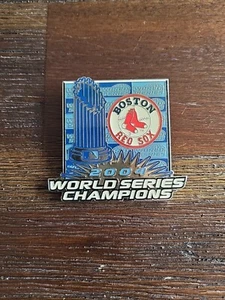 BOSTON
RED SOX
2004
WORLD SERIES
CHAMPIONS